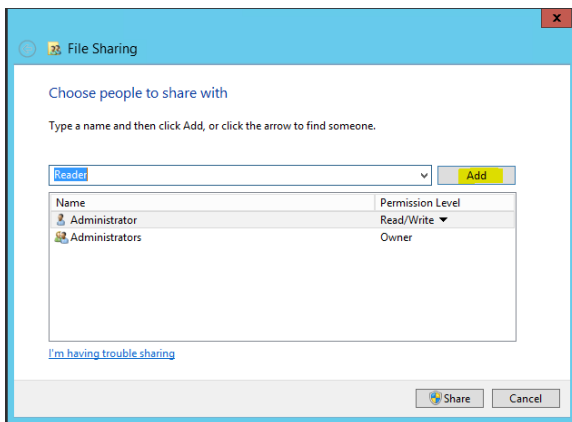 x
File Sharing
Choose people to share with
Type a name and then click Add, or click the arrow to find someone.
Reader Add
Name Permission Level
Administrator Read/Write
Administrators Owner
I'm having trouble sharing
Share Cancel